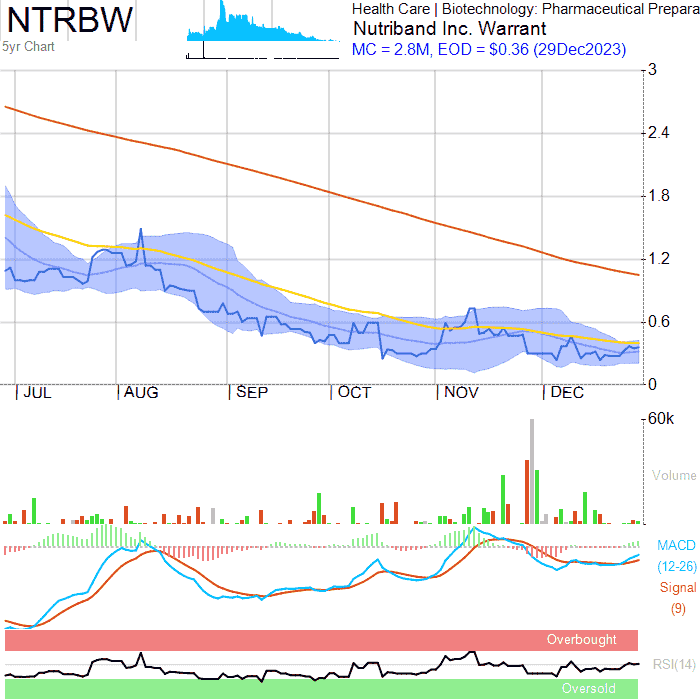 NTRBW
Health Care | Biotechnology: Pharmaceutical Prepara
5yr Chart
Nutriband Inc. Warrant
MC = 2.8M, EOD = $0.36 (29Dec2023)
3
2.4
1.8
1.2
0.6
0
JUL AUG SEP OCT NOV DEC
60k
Volume
MACD
(12-26)
Signal
(9)
Overbought
RSI(14)
Oversold